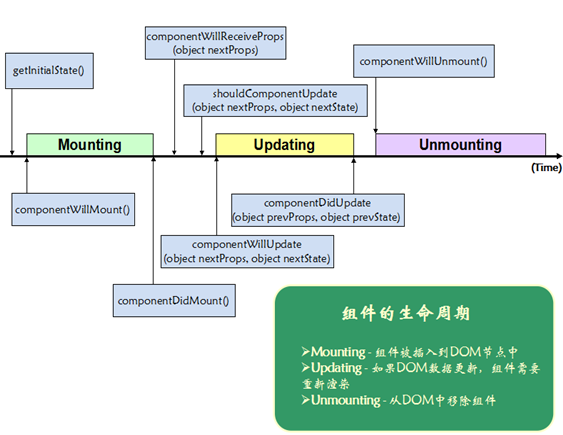 componentWillReceiveProps
(object nextProps)
getInitialState()
componentWillUnmount()
shouldComponentUpdate
(object nextProps, object nextState)
Mounting
Updating
Unmounting
(Time)
componentWillMount()
componentDidUpdate
(object prevProps, object prevState)
componentWillUpdate
(object nextProps, object nextState)
componentDidMount()
组件的生命周期
➢Mounting - 组件被插入到DOM节点中
➢Updating - 如果DOM数据更新，组件需要
重新渲染
➢Unmounting - 从DOM中移除组件